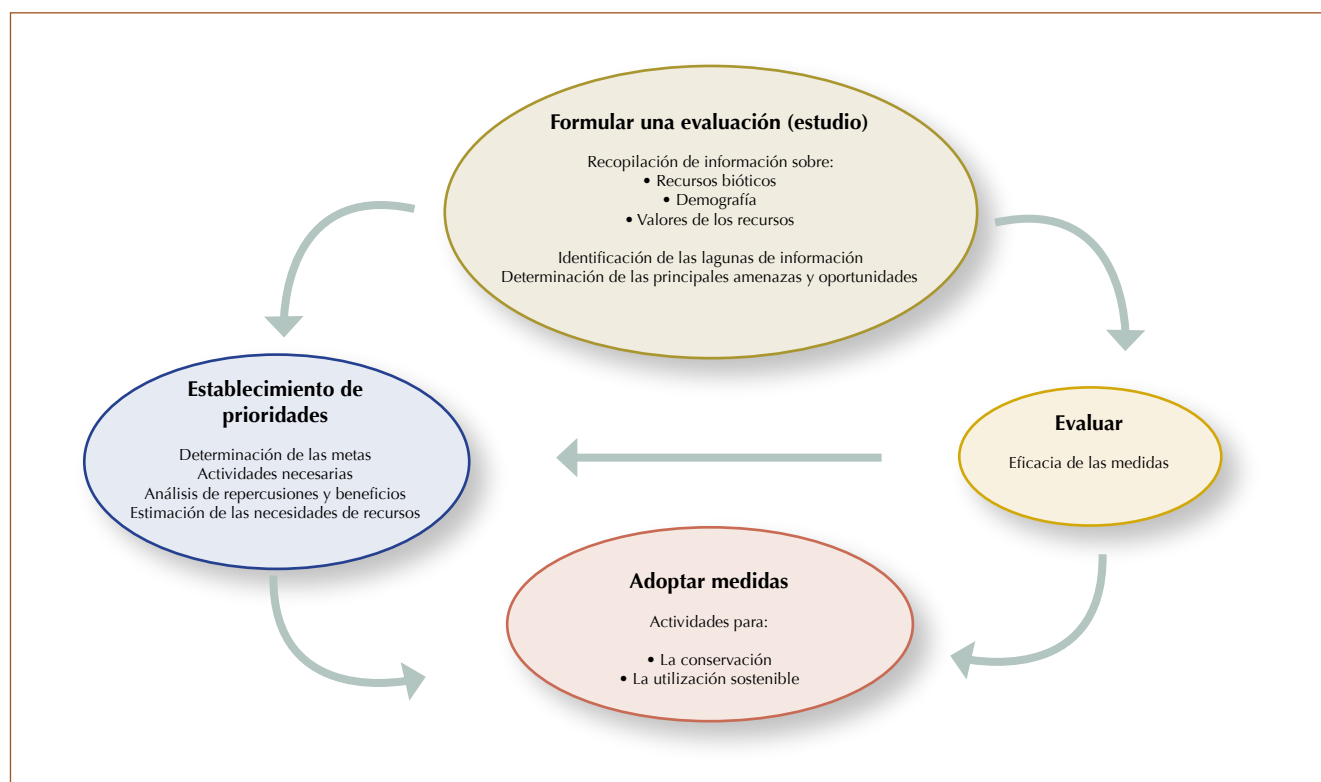 Formular una evaluación (estudio)
Recopilación de información sobre:
• Recursos bióticos
• Demografía
• Valores de los recursos
Identificación de las lagunas de información
Determinación de las principales amenazas y oportunidades
Establecimiento de
prioridades
Determinación de las metas
Actividades necesarias
Análisis de repercusiones y beneficios
Estimación de las necesidades de recursos
Evaluar
Eficacia de las medidas
Adoptar medidas
Actividades para:
• La conservación
• La utilización sostenible